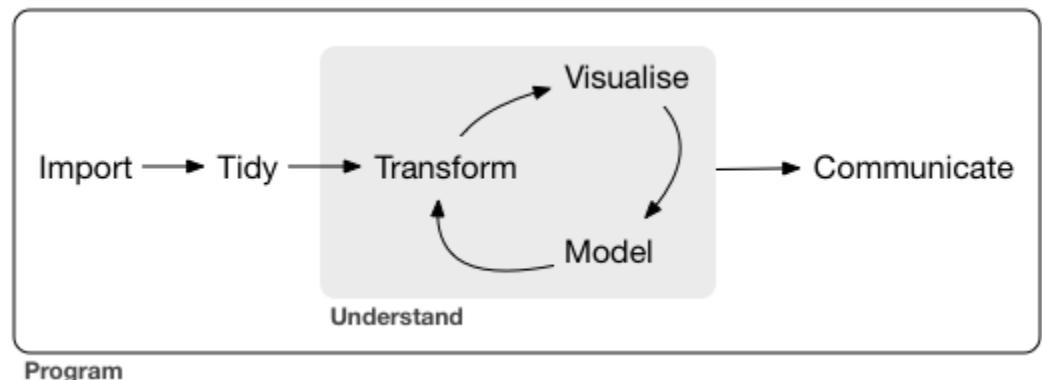 Visualise
Import Tidy Transform Communicate
Model
Understand
Program